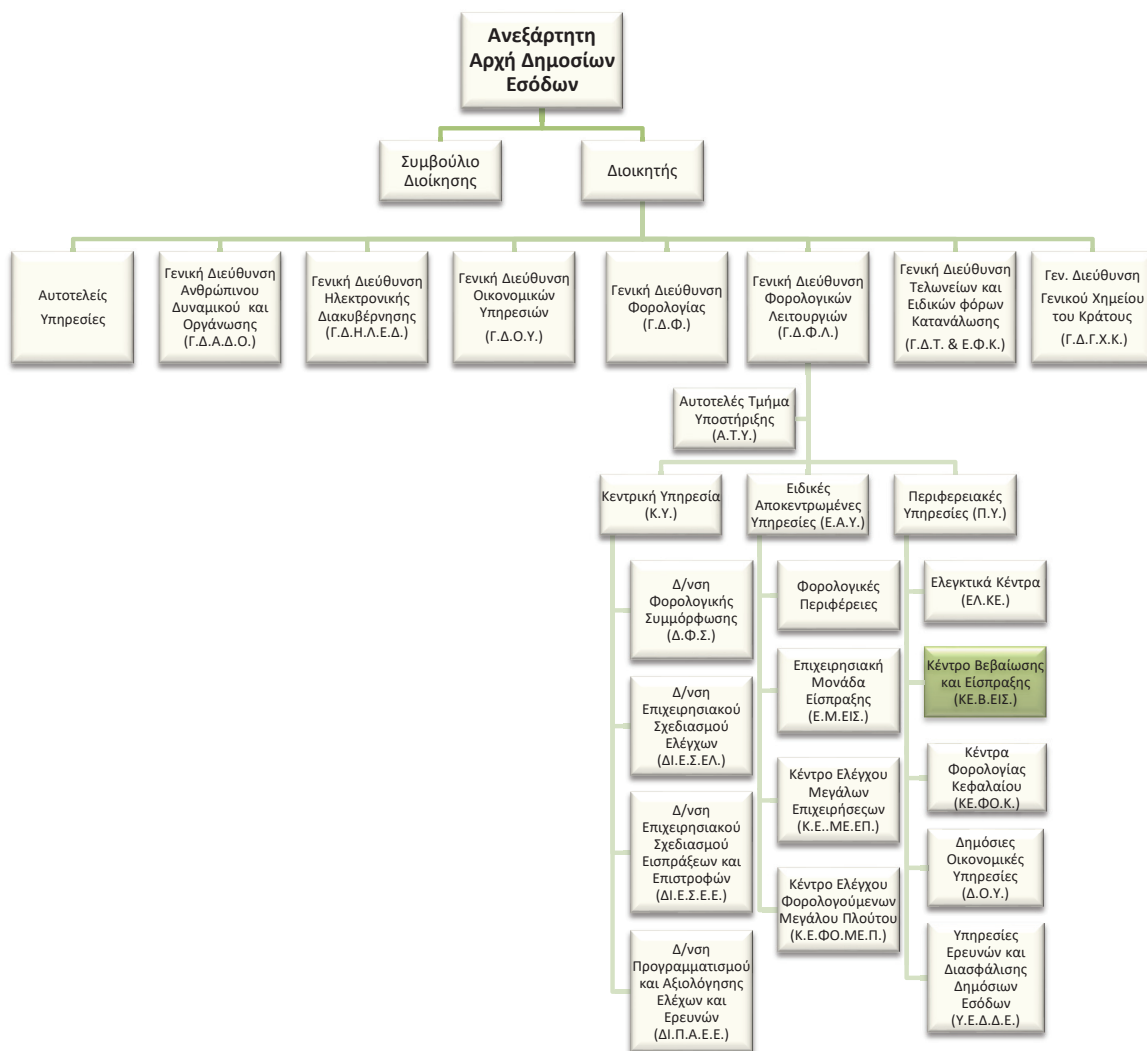 Ανεξάρτητη
Αρχή Δημοσίων
Εσόδων
Συμβούλιο
Διοίκησης
Διοικητής
Αυτοτελείς
Υπηρεσίες
Γενική Διεύθυνση
Ανθρώπινου
Δυναμικού και
Οργάνωσης
(Γ.Δ.Α.Δ.Ο.)
Γενική Διεύθυνση
Ηλεκτρονικής
Διακυβέρνησης
(Γ.Δ.Η.Λ.Ε.Δ.)
Γενική Διεύθυνση
Οικονομικών
Υπηρεσιών
(Γ.Δ.Ο.Υ.)
Γενική Διεύθυνση
Φορολογίας
(Γ.Δ.Φ.)
Γενική Διεύθυνση
Φορολογικών
Λειτουργιών
(Γ.Δ.Φ.Λ.)
Γενική Διεύθυνση
Τελωνείων και
Ειδικών φόρων
Κατανάλωσης
(Γ.Δ.Τ. & Ε.Φ.Κ.)
Γεν. Διεύθυνση
Γενικού Χημείου
του Κράτους
(Γ.Δ.Γ.Χ.Κ.)
Αυτοτελές Τμήμα
Υποστήριξης
(Α.Τ.Υ.)
Κεντρική Υπηρεσία
(Κ.Υ.)
Δ/νση
Φορολογικής
Συμμόρφωσης
(Δ.Φ.Σ.)
Δ/νση
Επιχειρησιακού
Σχεδιασμού
Ελέγχων
(ΔΙ.Ε.Σ.ΕΛ.)
Δ/νση
Επιχειρησιακού
Σχεδιασμού
Εισπράξεων και
Επιστροφών
(ΔΙ.Ε.Σ.Ε.Ε.)
Δ/νση
Προγραμματισμού
και Αξιολόγησης
Ελέχων και
Ερευνών
(ΔΙ.Π.Α.Ε.Ε.)
Ειδικές
Αποκεντρωμένες
Υπηρεσίες (Ε.Α.Υ.)
Φορολογικές
Περιφέρειες
Επιχειρησιακή
Μονάδα
Είσπραξης
(Ε.Μ.ΕΙΣ.)
Κέντρο Ελέγχου
Μεγάλων
Επιχειρήσεςων
(Κ.Ε..ΜΕ.ΕΠ.)
Κέντρο Ελέγχου
Φορολογούμενων
Μεγάλου Πλούτου
(Κ.Ε.ΦΟ.ΜΕ.Π.)
Περιφερειακές
Υπηρεσίες (Π.Υ.)
Ελεγκτικά Κέντρα
(ΕΛ.ΚΕ.)
Κέντρο Βεβαίωσης
και Είσπραξης
(ΚΕ.Β.ΕΙΣ.)
Κέντρα
Φορολογίας
Κεφαλαίου
(ΚΕ.ΦΟ.Κ.)
Δημόσιες
Οικονομικές
Υπηρεσίες
(Δ.Ο.Υ.)
Υπηρεσίες
Ερευνών και
Διασφάλισης
Δημόσιων
Εσόδων
(Υ.Ε.Δ.Δ.Ε.)